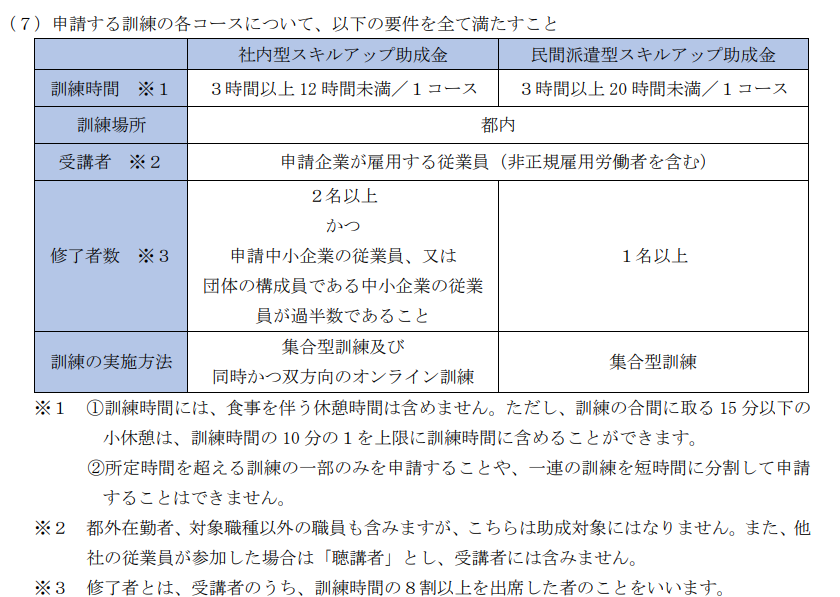 （７）申請する訓練の各コースについて、以下の要件を全て満たすこと
社内型スキルアップ助成金 民間派遣型スキルアップ助成金
訓練時間　※１ ３時間以上12時間未満／１コース ３時間以上20時間未満／１コース
訓練場所 都内
受講者　※２ 申請企業が雇用する従業員（非正規雇用労働者を含む）
修了者数　※３
２名以上
かつ
申請中小企業の従業員、又は
団体の構成員である中小企業の従業
員が過半数であること
１名以上
訓練の実施方法
集合型訓練及び
同時かつ双方向のオンライン訓練
集合型訓練
※１　①訓練時間には、食事を伴う休憩時間は含めません。ただし、訓練の合間に取る15分以下の
小休憩は、訓練時間の10分の１を上限に訓練時間に含めることができます。
②所定時間を超える訓練の一部のみを申請することや、一連の訓練を短時間に分割して申請
することはできません。
※２　都外在勤者、対象職種以外の職員も含みますが、こちらは助成対象にはなりません。また、他
社の従業員が参加した場合は「聴講者」とし、受講者には含みません。
※３　修了者とは、受講者のうち、訓練時間の８割以上を出席した者のことをいいます。